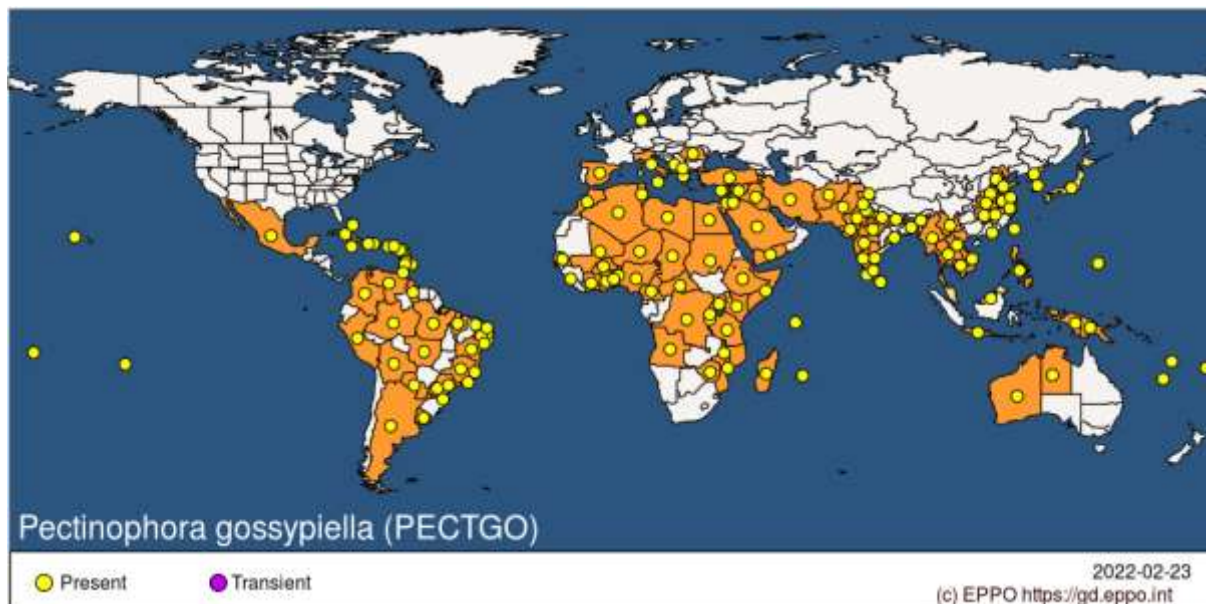 Pectinophora gossypiella (PECTGO)
Present
Transient
2022-02-23
(c) EPPO https://gd.eppo.int